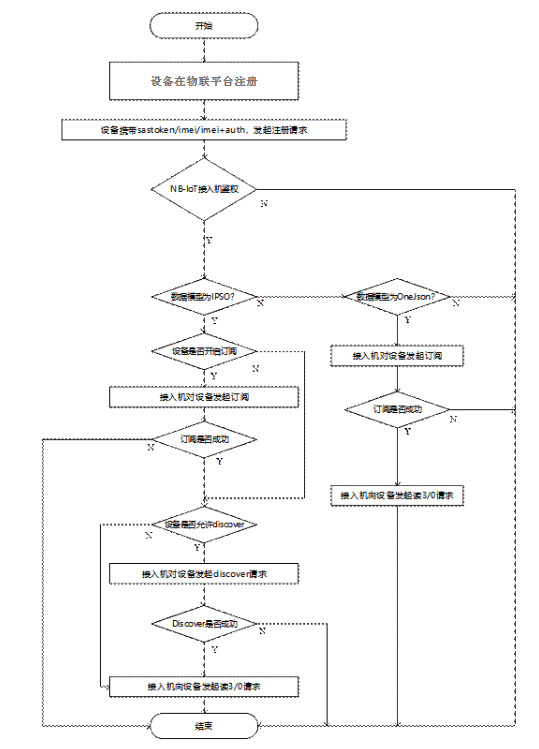 开始
设备在物联平台注册
设备携带sastoken/imei/imei+auth，发起注册请求
NB-IoT接入机鉴权
N
Y
数据模型为IPSO？
N
数据模型为OneJson？
N
Y
Y
设备是否开启订阅
N
接入机对设备发起订阅
Y
接入机对设备发起订阅
订阅是否成功
N
Y
订阅是否成功
N
Y
接入机向设备发起读3/0请求
设备是否允许discover
N
Y
接入机对设备发起discover请求
Discover是否成功
N
Y
接入机向设备发起读3/0请求
结束